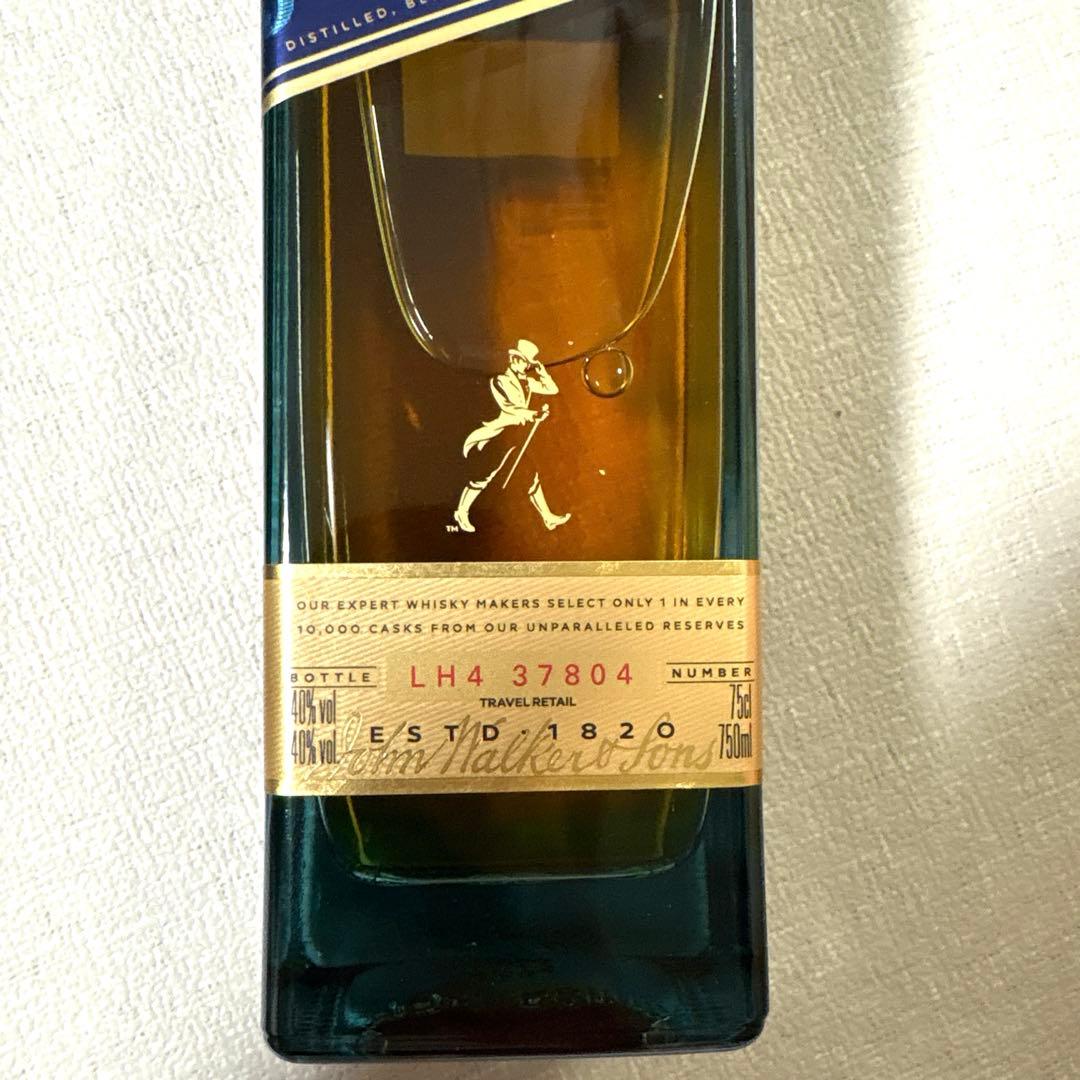 DISTILLED,
TM
OUR EXPERT WHISKY MAKERS SELECT ONLY 1 IN EVERY
10,000 CASKS FROM OUR UNPARALLELED RESERVES
BOTTLE LH4 37804 NUMBER
40% vol TRAVEL RETAIL 75cl
ESTD·1820
40% vol John Walker & Sons 750ml